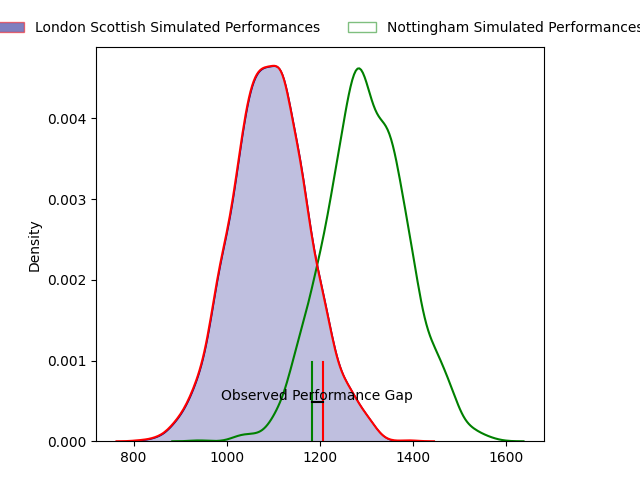 London Scottish Simulated Performances
Nottingham Simulated Performances
Density
0.004
0.003
0.002
0.001
0.000
Observed Performance Gap
800 1000 1200 1400 1600